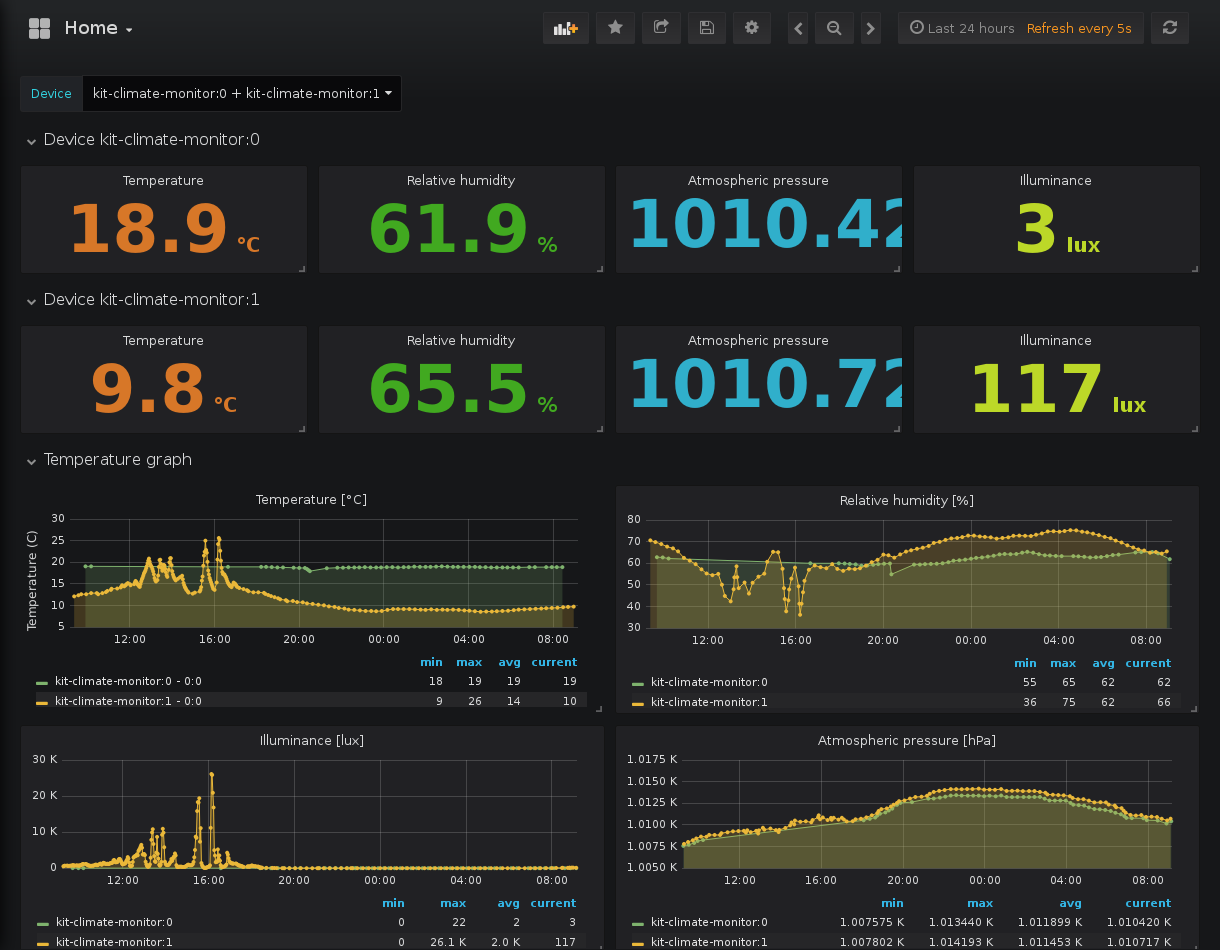 Home
Last 24 hours Refresh every 5s
Device kit-climate-monitor:0 + kit-climate-monitor:1
Device kit-climate-monitor:0
Temperature Relative humidity Atmospheric pressure Illuminance
18.9 °C 61.9 % 1010.42 3 lux
Device kit-climate-monitor:1
Temperature Relative humidity Atmospheric pressure Illuminance
9.8 °C 65.5 % 1010.72 117 lux
Temperature graph
Temperature [°C]
Temperature (C)
30
25
20
15
10
5
12:00 16:00 20:00 00:00 04:00 08:00
min max avg current
kit-climate-monitor:0 - 0:0 18 19 19 19
kit-climate-monitor:1 - 0:0 9 26 14 10
Relative humidity [%]
80
70
60
50
40
30
12:00 16:00 20:00 00:00 04:00 08:00
min max avg current
kit-climate-monitor:0 55 65 62 62
kit-climate-monitor:1 36 75 62 66
Illuminance [lux]
30 K
20 K
10 K
0
12:00 16:00 20:00 00:00 04:00 08:00
min max avg current
kit-climate-monitor:0 0 22 2 3
kit-climate-monitor:1 0 26.1 K 2.0 K 117
Atmospheric pressure [hPa]
1.0175 K
1.0150 K
1.0125 K
1.0100 K
1.0075 K
1.0050 K
12:00 16:00 20:00 00:00 04:00 08:00
min max avg current
kit-climate-monitor:0 1.007575 K 1.013440 K 1.011899 K 1.010420 K
kit-climate-monitor:1 1.007802 K 1.014193 K 1.011453 K 1.010717 K